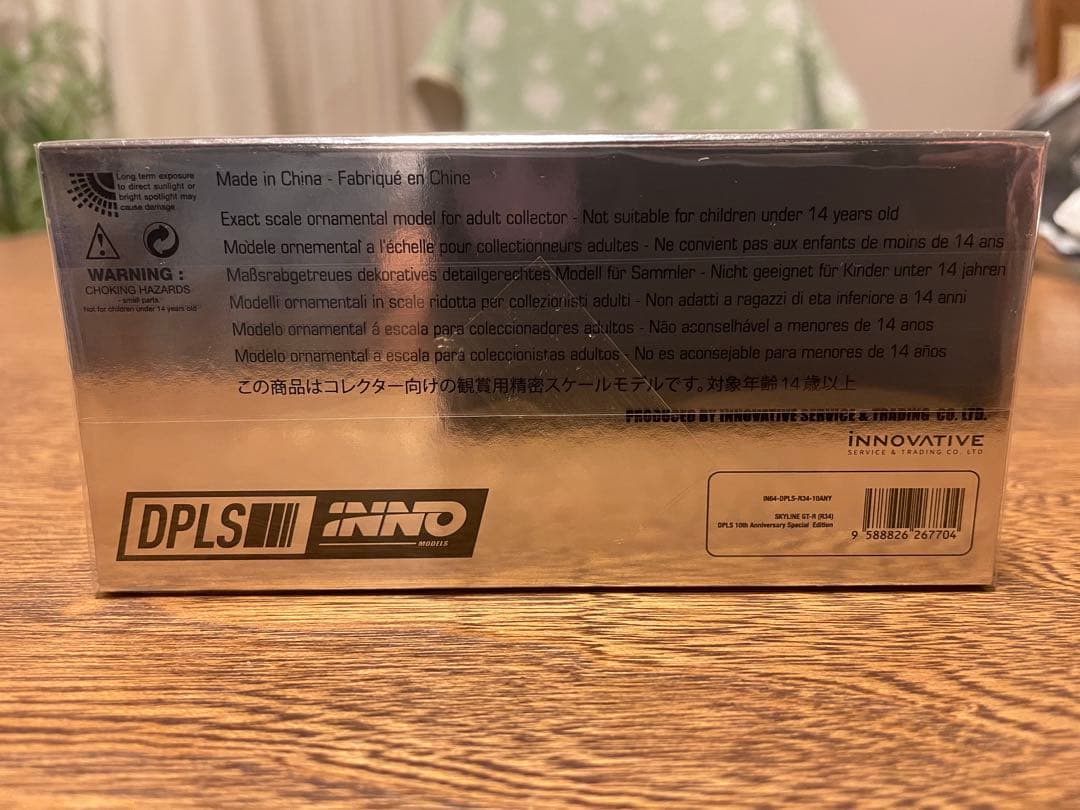 Long term exposure
to direct sunlight or
bright spotlight may
cause damage.
WARNING :
CHOKING HAZARDS
- small parts.
Not for children under 14 years old
Made in China - Fabriqué en Chine
Exact scale ornamental model for adult collector - Not suitable for children under 14 years old
Modele ornemental a l'échelle pour collectionneurs adultes - Ne convient pas aux enfants de moins de 14 ans
Maßsrabgetreues dekoratives detailgerechtes Modell für Sammler - Nicht geeignet für Kinder unter 14 jahren
Modelli ornamentali in scale ridotta per collezionisti adulti - Non adatti a ragazzi di eta inferiore a 14 anni
Modelo ornamental á escala para coleccionadores adultos - Não aconselhável a menores de 14 anos
Modelo ornamental a escala para coleccionistas adultos - No es aconsejable para menores de 14 años
この商品はコレクター向けの観賞用精密スケールモデルです。対象年齢14歳以上
PRODUCED BY INNOVATIVE SERVICE & TRADING CO. LTD.
iNNOVATIVE
SERVICE & TRADING CO. LTD
DPLS
INNO
MODELS
IN64-DPLS-R34-10ANY
SKYLINE GT-R (R34)
DPLS 10th Anniversary Special Edition
9 588826 267704